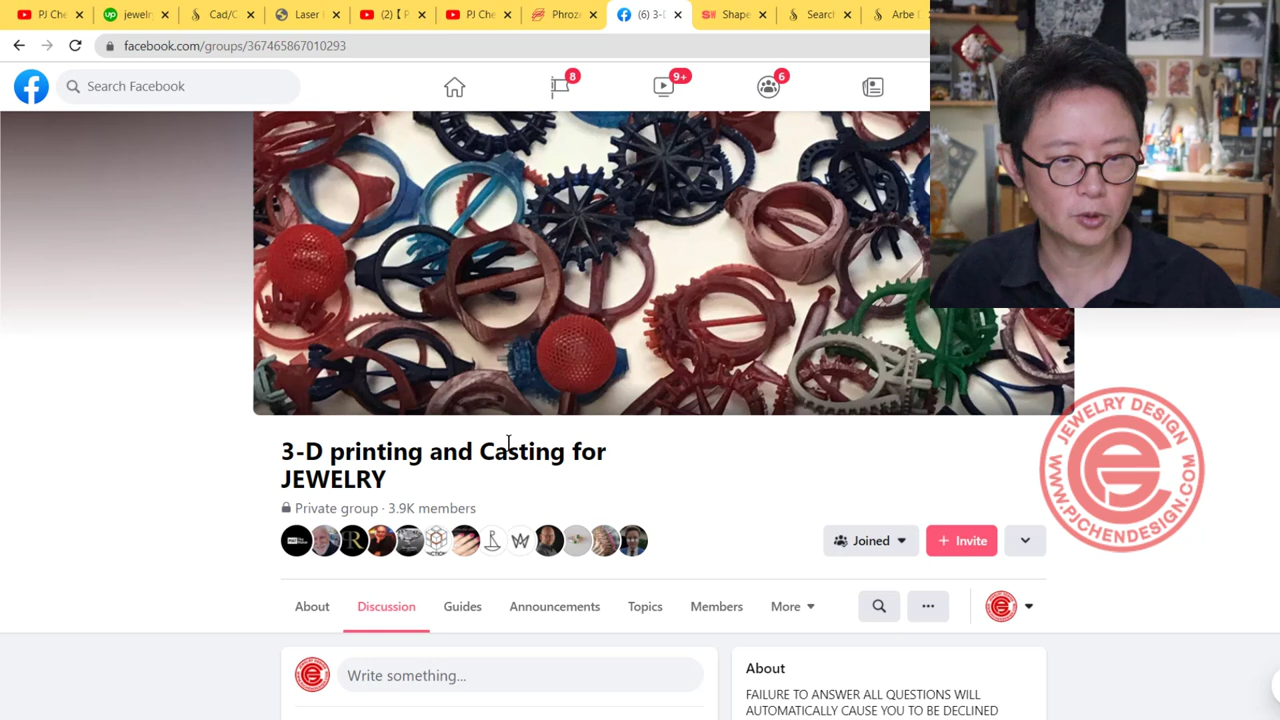 PJ Che
jewelr
Cad/C
Laser
(2)【 P
PJ Che
Phroze
(6) 3-D
Shape
Searc
Arbe
facebook.com/groups/367465867010293
Search Facebook
8
9+
6
3-D printing and Casting for
JEWELRY
Private group · 3.9K members
Joined
+ Invite
About
Discussion
Guides
Announcements
Topics
Members
More
Write something...
About
FAILURE TO ANSWER ALL QUESTIONS WILL
AUTOMATICALLY CAUSE YOU TO BE DECLINED
JEWELRY DESIGN
WWW.PJCHENDESIGN.COM